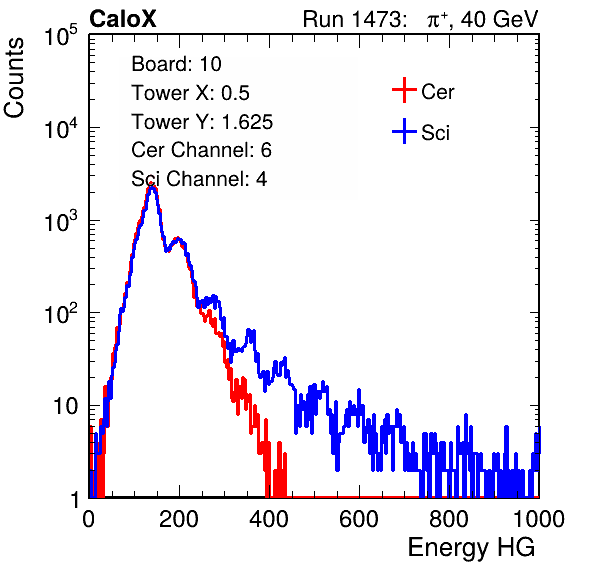 CaloX Run 1473: π⁺, 40 GeV
Counts
10⁵
10⁴
10³
10²
10
1
Board: 10
Tower X: 0.5
Tower Y: 1.625
Cer Channel: 6
Sci Channel: 4
Cer
Sci
0 200 400 600 800 1000
Energy HG